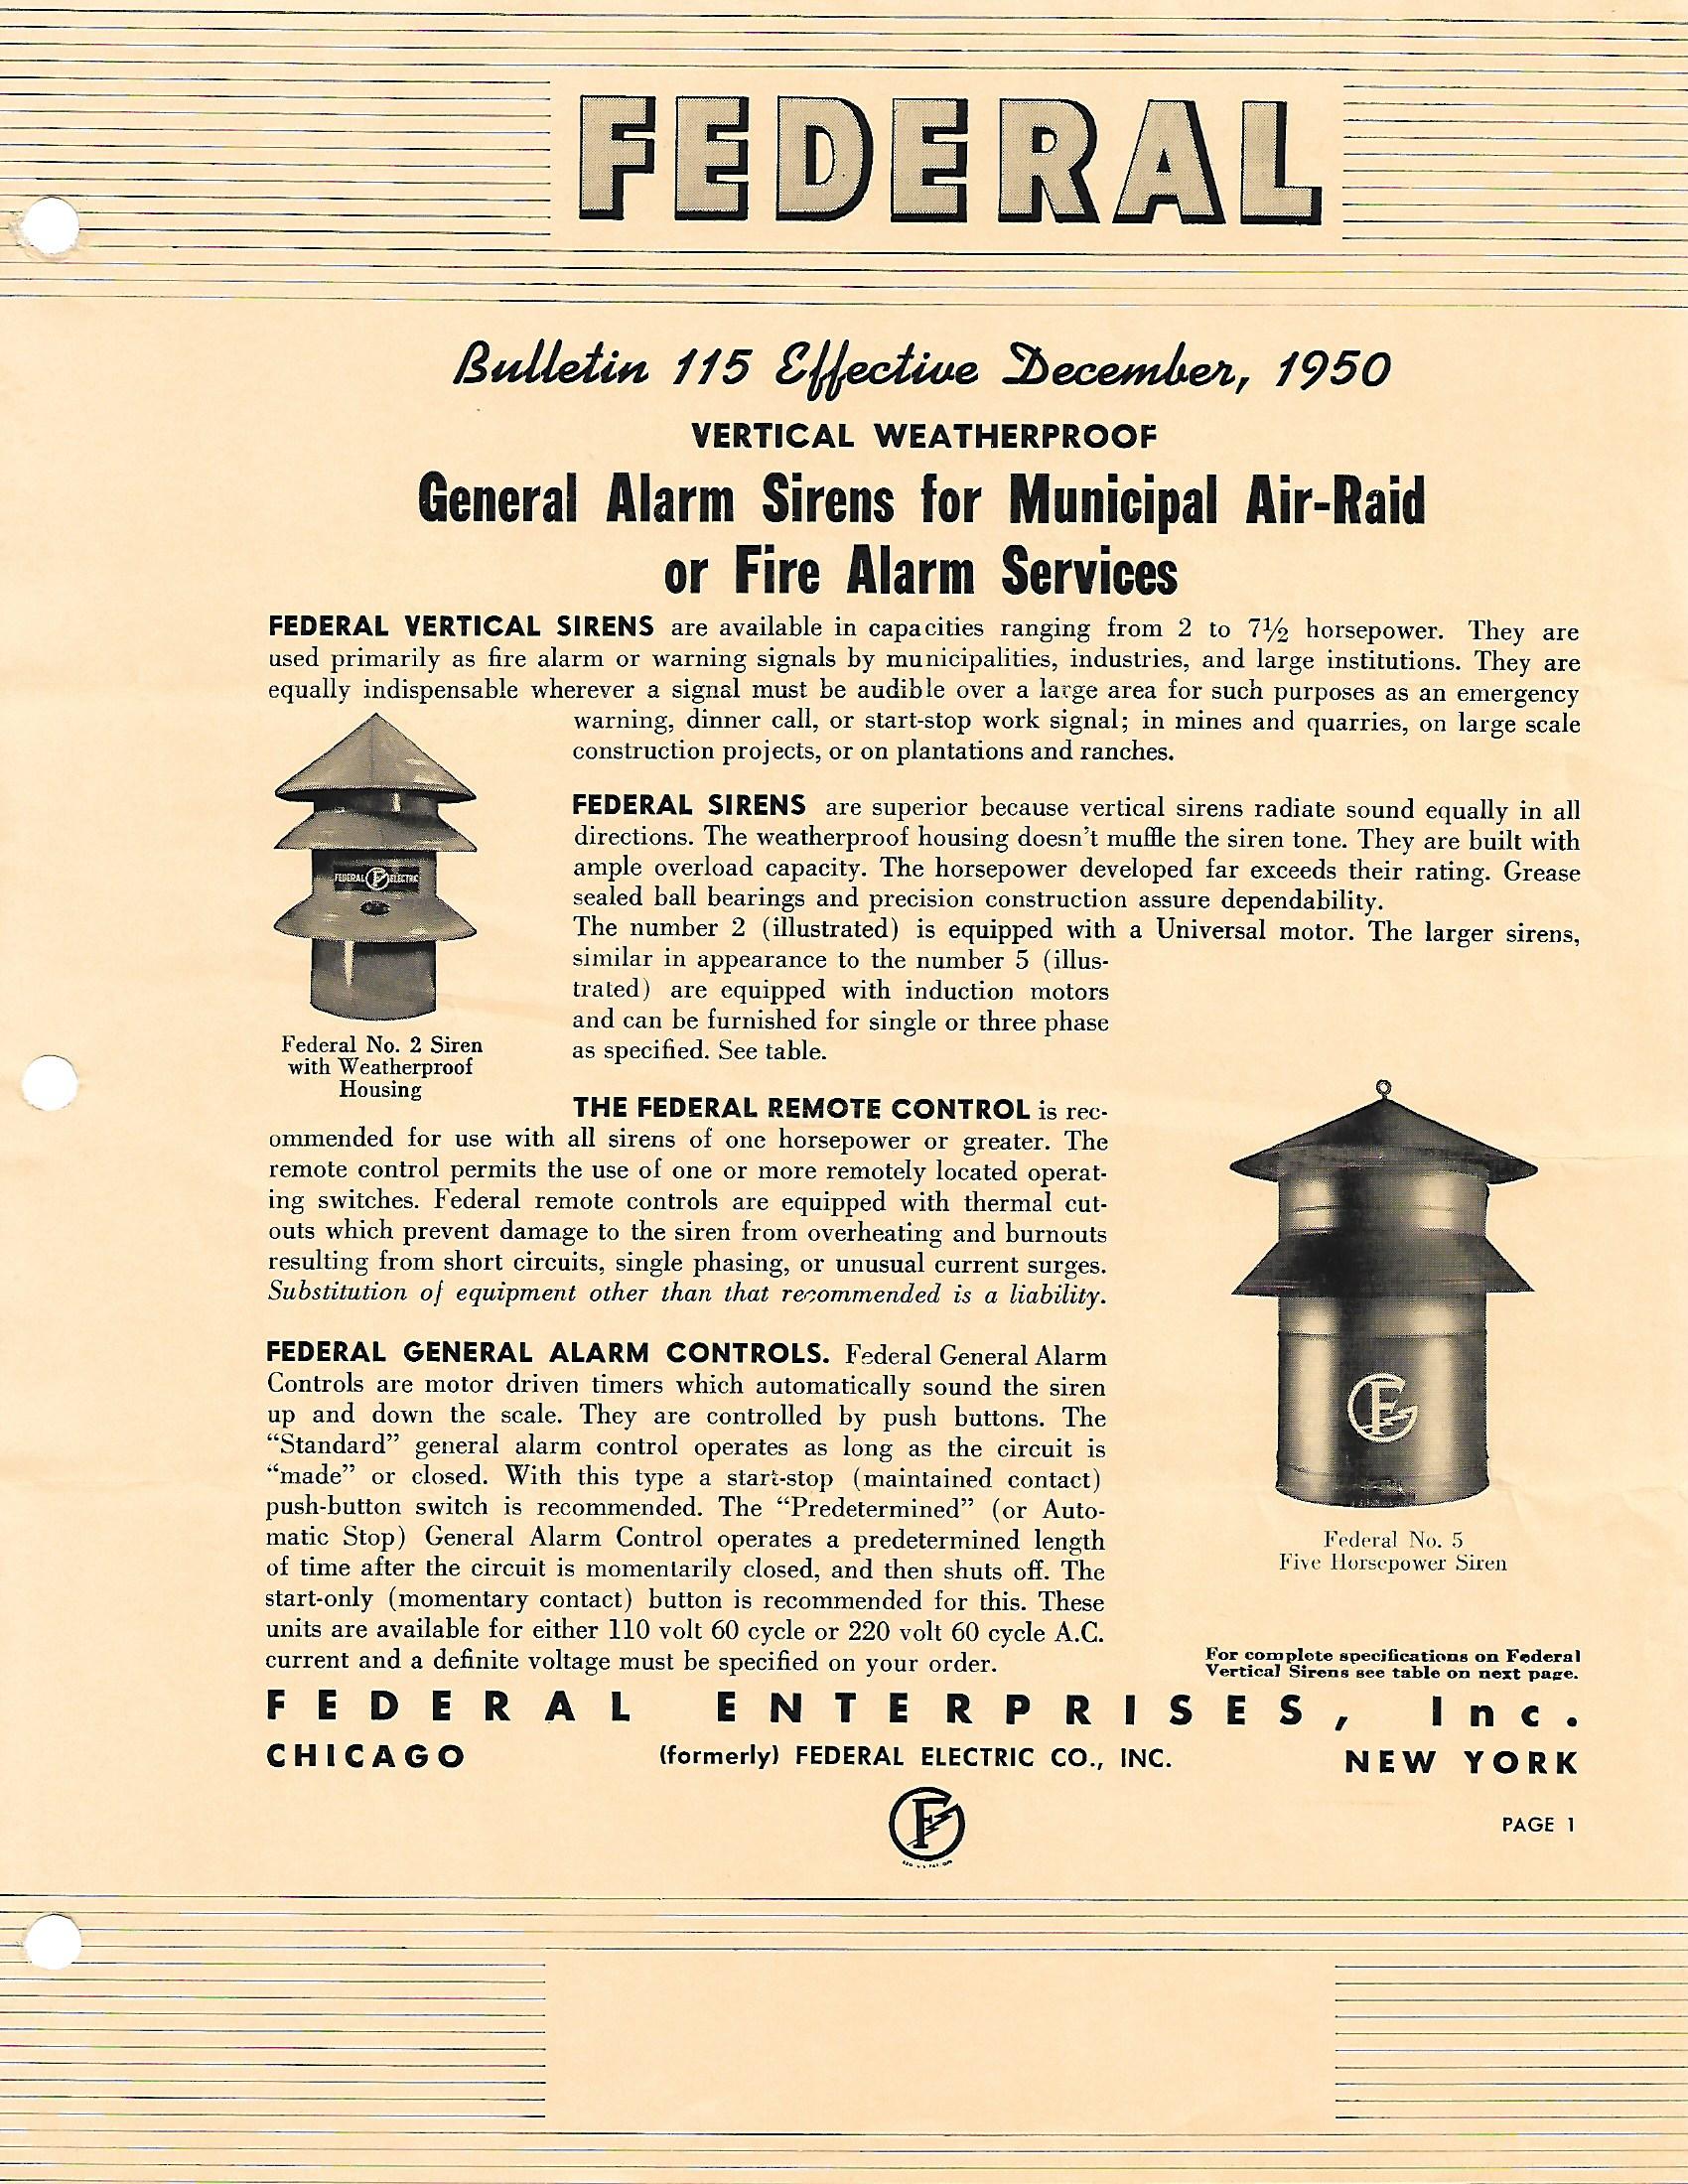 FEDERAL
Bulletin 115 Effective December, 1950
VERTICAL WEATHERPROOF
General Alarm Sirens for Municipal Air-Raid
or Fire Alarm Services
FEDERAL VERTICAL SIRENS are available in capacities ranging from 2 to 7½ horsepower. They are
used primarily as fire alarm or warning signals by municipalities, industries, and large institutions. They are
equally indispensable wherever a signal must be audible over a large area for such purposes as an emergency
warning, dinner call, or start-stop work signal; in mines and quarries, on large scale
construction projects, or on plantations and ranches.
FEDERAL SIRENS are superior because vertical sirens radiate sound equally in all
directions. The weatherproof housing doesn't muffle the siren tone. They are built with
ample overload capacity. The horsepower developed far exceeds their rating. Grease
sealed ball bearings and precision construction assure dependability.
The number 2 (illustrated) is equipped with a Universal motor. The larger sirens,
similar in appearance to the number 5 (illus-
trated) are equipped with induction motors
and can be furnished for single or three phase
as specified. See table.
FEDERAL F ELECTRIC
Federal No. 2 Siren
with Weatherproof
Housing
THE FEDERAL REMOTE CONTROL is rec-
ommended for use with all sirens of one horsepower or greater. The
remote control permits the use of one or more remotely located operat-
ing switches. Federal remote controls are equipped with thermal cut-
outs which prevent damage to the siren from overheating and burnouts
resulting from short circuits, single phasing, or unusual current surges.
Substitution of equipment other than that recommended is a liability.
FEDERAL GENERAL ALARM CONTROLS. Federal General Alarm
Controls are motor driven timers which automatically sound the siren
up and down the scale. They are controlled by push buttons. The
“Standard” general alarm control operates as long as the circuit is
“made” or closed. With this type a start-stop (maintained contact)
push-button switch is recommended. The “Predetermined” (or Auto-
matic Stop) General Alarm Control operates a predetermined length
of time after the circuit is momentarily closed, and then shuts off. The
start-only (momentary contact) button is recommended for this. These
units are available for either 110 volt 60 cycle or 220 volt 60 cycle A.C.
current and a definite voltage must be specified on your order.
Federal No. 5
Five Horsepower Siren
For complete specifications on Federal
Vertical Sirens see table on next page.
FEDERAL ENTERPRISES, Inc.
CHICAGO (formerly) FEDERAL ELECTRIC CO., INC. NEW YORK
PAGE 1